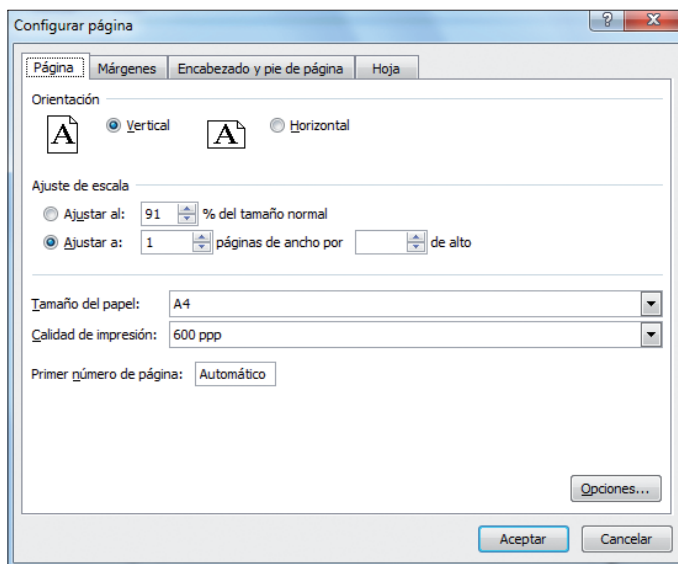 Configurar página
Página Márgenes Encabezado y pie de página Hoja
Orientación
A Vertical A Horizontal
Ajuste de escala
Ajustar al: 91 % del tamaño normal
Ajustar a: 1 páginas de ancho por de alto
Tamaño del papel: A4
Calidad de impresión: 600 ppp
Primer número de página: Automático
Opciones...
Aceptar Cancelar